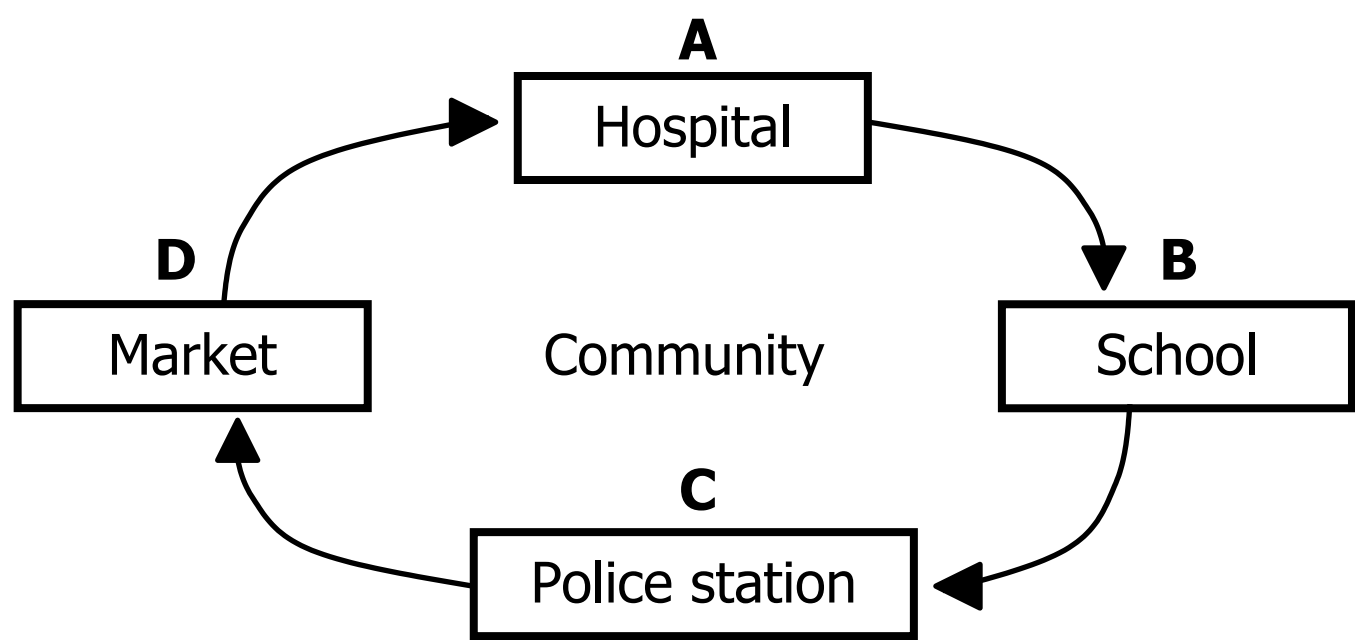 A
Hospital
D
B
Market
Community
School
C
Police station